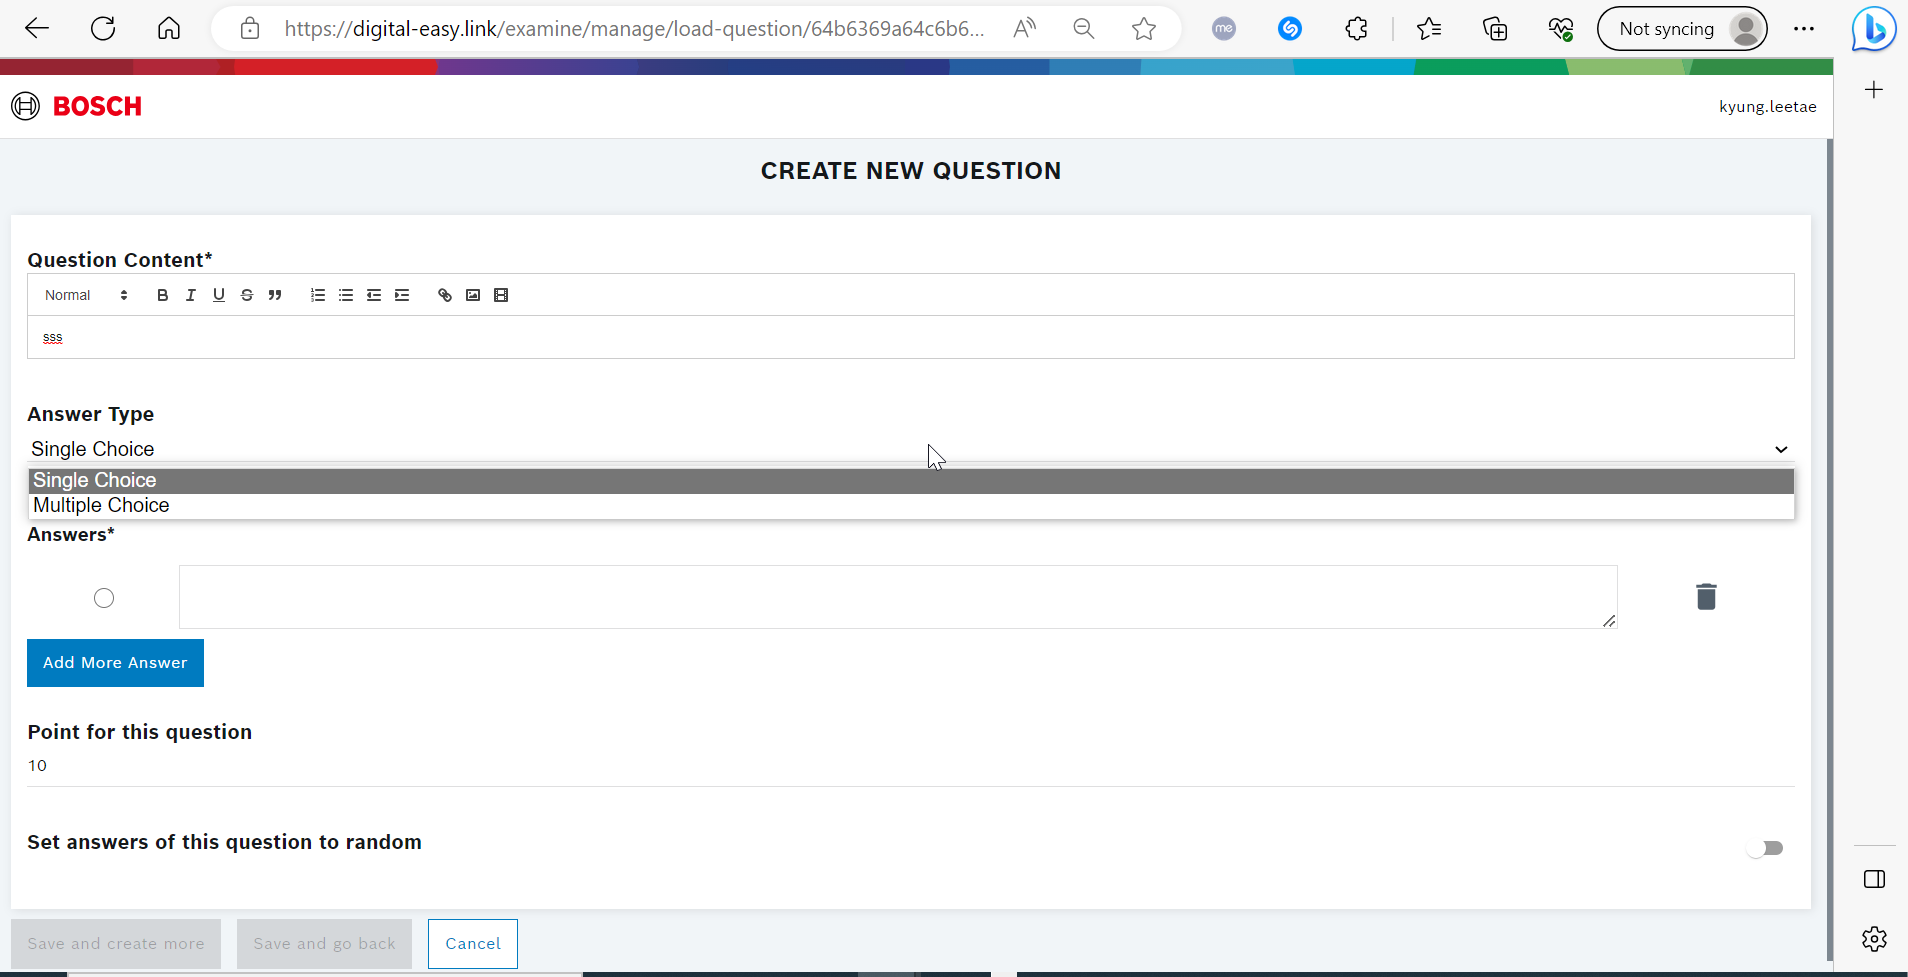 https://digital-easy.link/examine/manage/load-question/64b6369a64c6b6...
A
me
Not syncing
BOSCH
kyung.leetae
CREATE NEW QUESTION
Question Content*
Normal
B I U S
sss
Answer Type
Single Choice
Single Choice
Multiple Choice
Answers*
Add More Answer
Point for this question
10
Set answers of this question to random
Save and create more
Save and go back
Cancel